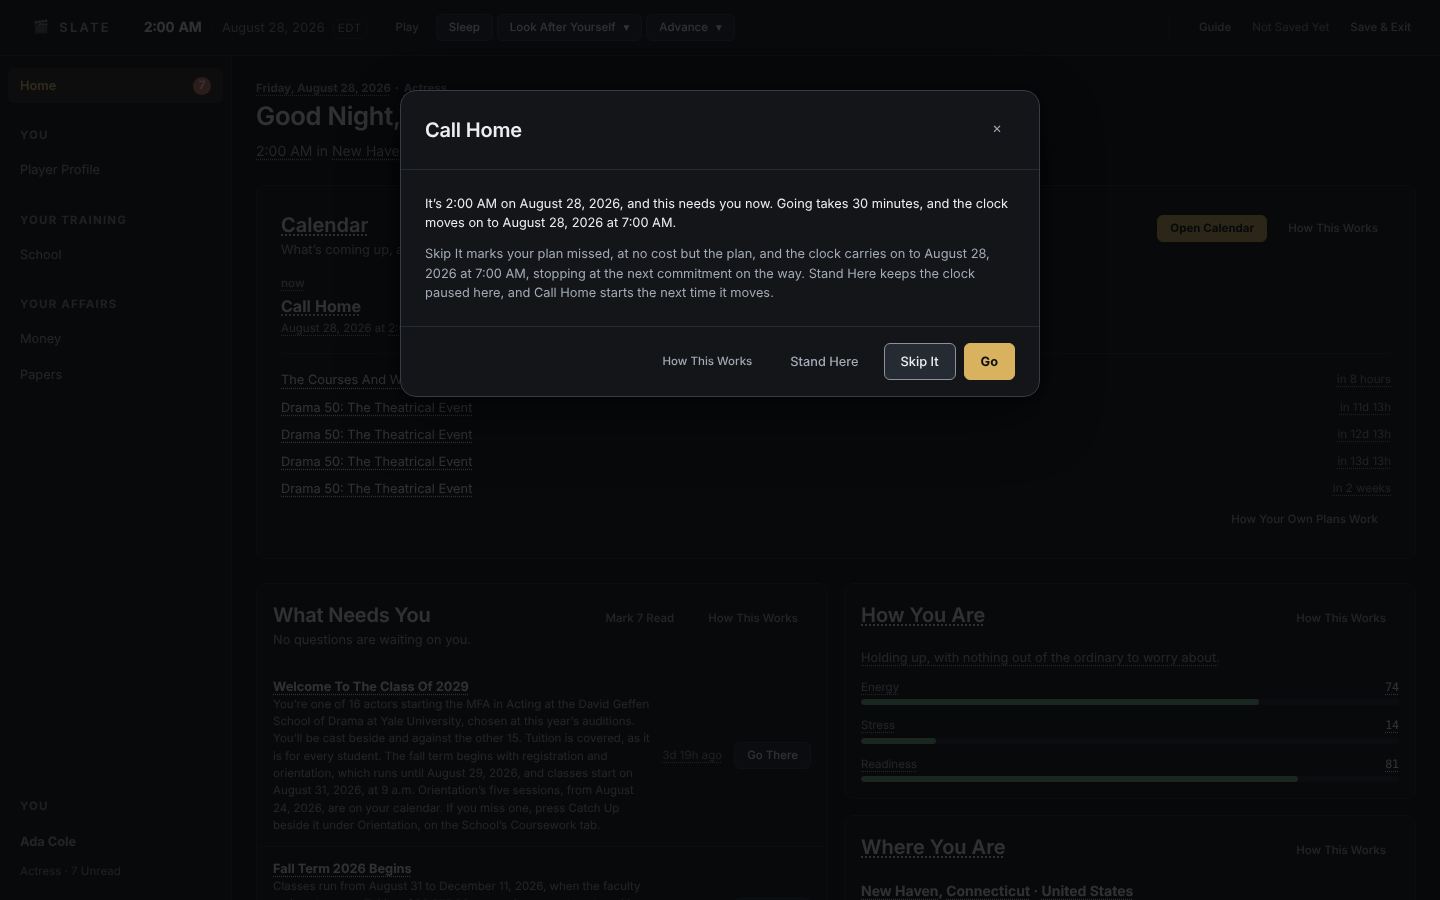 SLATE
2:00 AM
August 28, 2026 EDT
Play
Sleep
Look After Yourself ▾
Advance ▾
Guide
Not Saved Yet
Save & Exit
Home
7
YOU
Player Profile
YOUR TRAINING
School
YOUR AFFAIRS
Money
Papers
YOU
Ada Cole
Actress · 7 Unread
Friday, August 28, 2026 · Actress
Good Night,
2:00 AM in New Have
Calendar
What's coming up, a
Open Calendar
How This Works
now
Call Home
August 28, 2026 at 2:
The Courses And W
in 8 hours
Drama 50: The Theatrical Event
in 11d 13h
Drama 50: The Theatrical Event
in 12d 13h
Drama 50: The Theatrical Event
in 13d 13h
Drama 50: The Theatrical Event
in 2 weeks
How Your Own Plans Work
Call Home
×
It's 2:00 AM on August 28, 2026, and this needs you now. Going takes 30 minutes, and the clock
moves on to August 28, 2026 at 7:00 AM.
Skip It marks your plan missed, at no cost but the plan, and the clock carries on to August 28,
2026 at 7:00 AM, stopping at the next commitment on the way. Stand Here keeps the clock
paused here, and Call Home starts the next time it moves.
How This Works
Stand Here
Skip It
Go
What Needs You
Mark 7 Read
How This Works
No questions are waiting on you.
Welcome To The Class Of 2029
You're one of 16 actors starting the MFA in Acting at the David Geffen
School of Drama at Yale University, chosen at this year's auditions.
You'll be cast beside and against the other 15. Tuition is covered, as it
is for every student. The fall term begins with registration and
orientation, which runs until August 29, 2026, and classes start on
August 31, 2026, at 9 a.m. Orientation's five sessions, from August
24, 2026, are on your calendar. If you miss one, press Catch Up
beside it under Orientation, on the School's Coursework tab.
3d 19h ago
Go There
Fall Term 2026 Begins
Classes run from August 31 to December 11, 2026, when the faculty
How You Are
How This Works
Holding up, with nothing out of the ordinary to worry about.
Energy
74
Stress
14
Readiness
81
Where You Are
How This Works
New Haven, Connecticut · United States